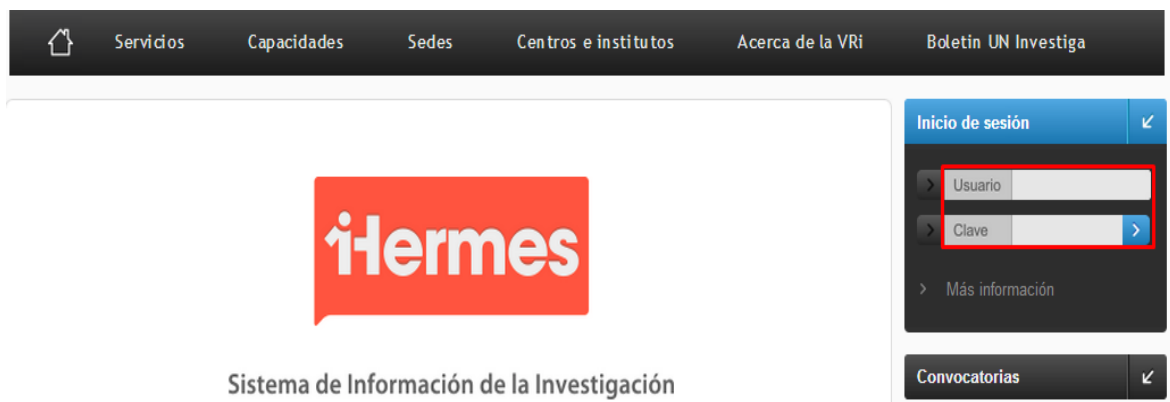 Servicios Capacidades Sedes Centros e institutos Acerca de la VRi Boletin UN Investiga
Hermes
Sistema de Información de la Investigación
Inicio de sesión
Usuario
Clave
Más información
Convocatorias